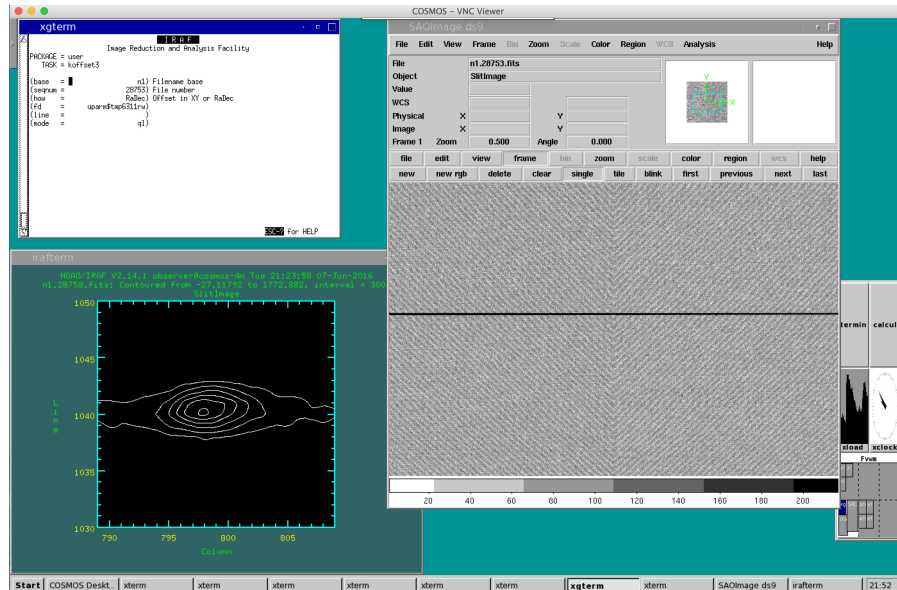 COSMOS – VNC Viewer
xgterm
I R A F
Image Reduction and Analysis Facility
PACKAGE = user
TASK = koffset3
(base = n1) Filename base
(seqnum = 28753) File number
(how = RaDec) Offset in XY or RaDec
(fd = uparm$tmp6311rw)
(line = )
(mode = ql)
ESC-? for HELP
irafterm
NOAO/IRAF V2.14.1 observer@cosmos-4m Tue 21:23:58 07-Jun-2016
n1.28758.fits: Contoured from -27.11792 to 1772.882, interval = 300
SlitImage
1050
1045
1040
1035
1030
Line
790 795 800 805
Column
SAOImage ds9
File Edit View Frame Bin Zoom Scale Color Region WCS Analysis Help
File n1.28753.fits
Object SlitImage
Value
WCS
Physical X Y
Image X Y
Frame 1 Zoom 0.500 Angle 0.000
Y
X
file edit view frame bin zoom scale color region wcs help
new new rgb delete clear single tile blink first previous next last
20 40 60 80 100 120 140 160 180 200
termin calcul
xload xclock
Fvwm
Start COSMOS Deskt.. xterm xterm xterm xterm xterm xterm xgterm xterm SAOImage ds9 irafterm 21:52